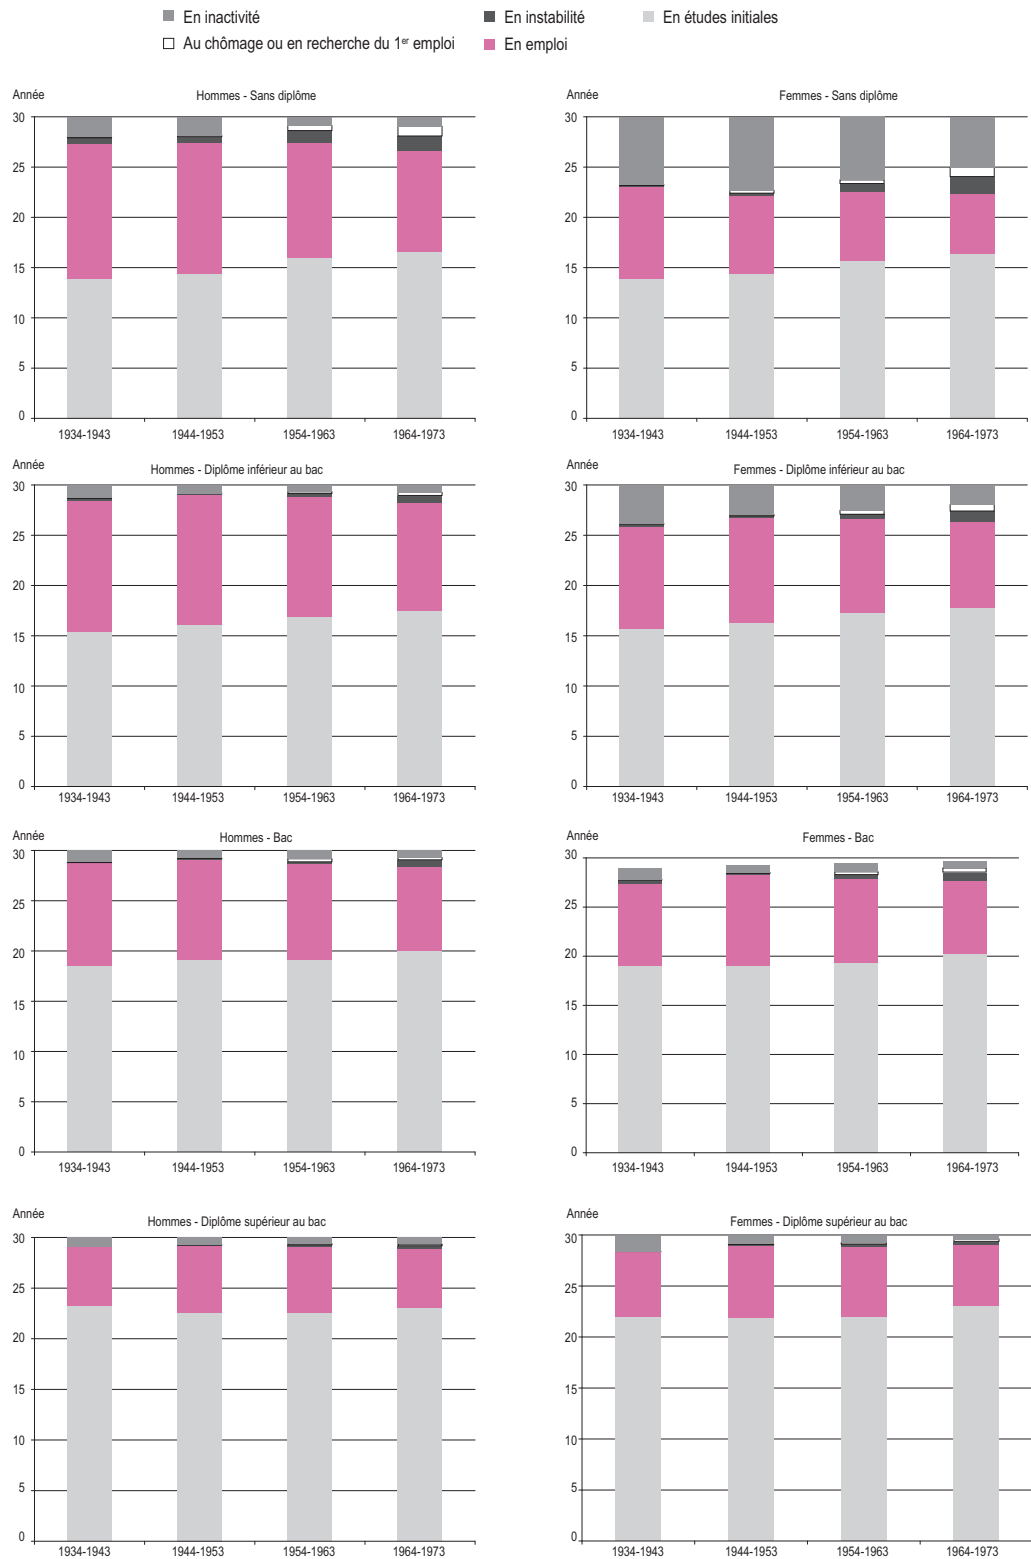 En inactivité
En instabilité
En études initiales
Au chômage ou en recherche du 1er emploi
En emploi
Année
Hommes - Sans diplôme
30
25
20
15
10
5
0
1934-1943 1944-1953 1954-1963 1964-1973
Année
Femmes - Sans diplôme
30
25
20
15
10
5
0
1934-1943 1944-1953 1954-1963 1964-1973
Année
Hommes - Diplôme inférieur au bac
30
25
20
15
10
5
0
1934-1943 1944-1953 1954-1963 1964-1973
Année
Femmes - Diplôme inférieur au bac
30
25
20
15
10
5
0
1934-1943 1944-1953 1954-1963 1964-1973
Année
Hommes - Bac
30
25
20
15
10
5
0
1934-1943 1944-1953 1954-1963 1964-1973
Année
Femmes - Bac
30
25
20
15
10
5
0
1934-1943 1944-1953 1954-1963 1964-1973
Année
Hommes - Diplôme supérieur au bac
30
25
20
15
10
5
0
1934-1943 1944-1953 1954-1963 1964-1973
Année
Femmes - Diplôme supérieur au bac
30
25
20
15
10
5
0
1934-1943 1944-1953 1954-1963 1964-1973